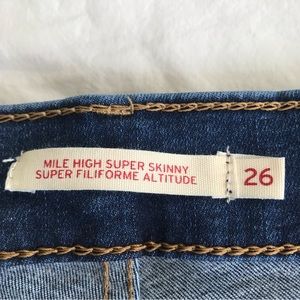 MILE HIGH SUPER SKINNY
SUPER FILIFORME ALTITUDE
26